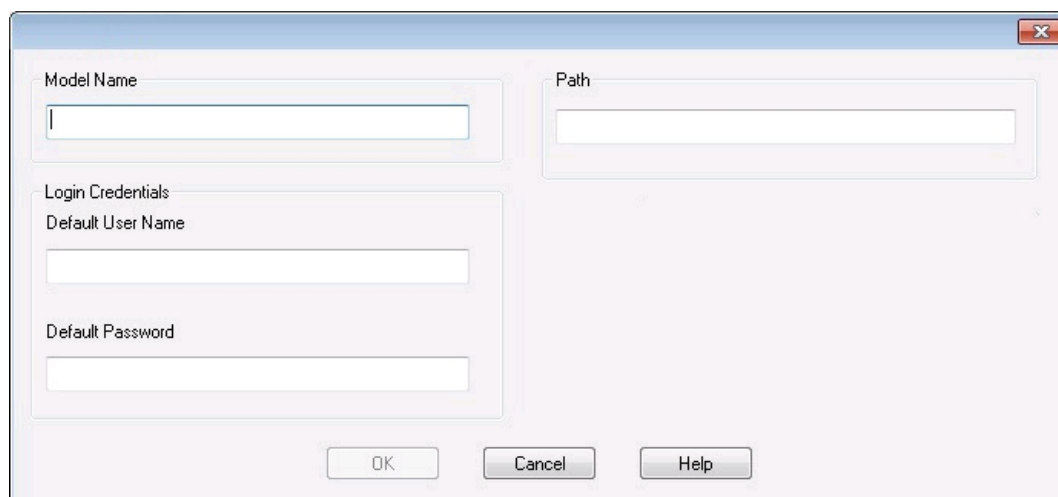 Model Name
Path
Login Credentials
Default User Name
Default Password
OK
Cancel
Help